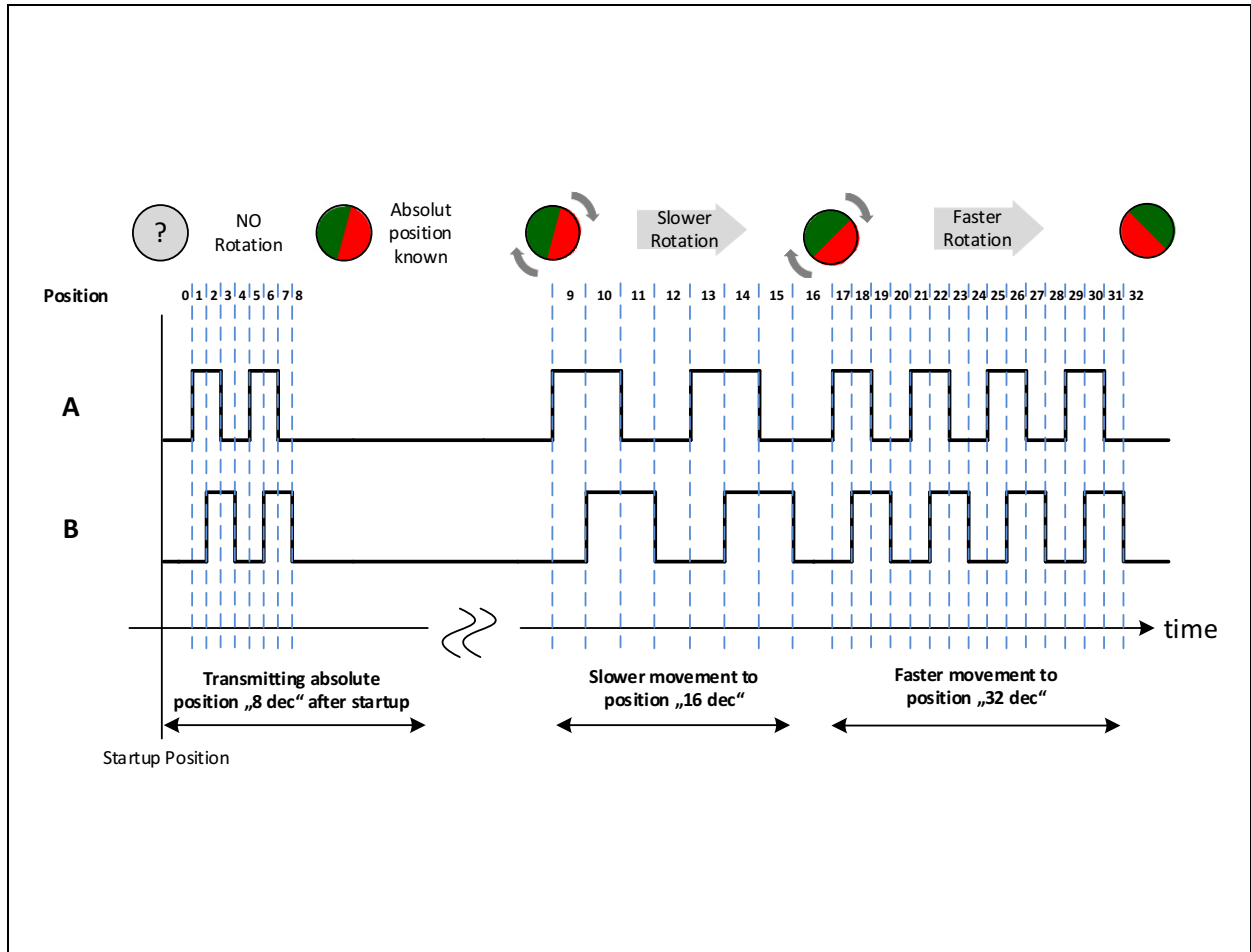 ?
NO
Rotation
Absolut
position
known
Slower
Rotation
Faster
Rotation
Position
0 1 2 3 4 5 6 7 8 9 10 11 12 13 14 15 16 17 18 19 20 21 22 23 24 25 26 27 28 29 30 31 32
A
B
time
Transmitting absolute
position „8 dec“ after startup
Slower movement to
position „16 dec“
Faster movement to
position „32 dec“
Startup Position